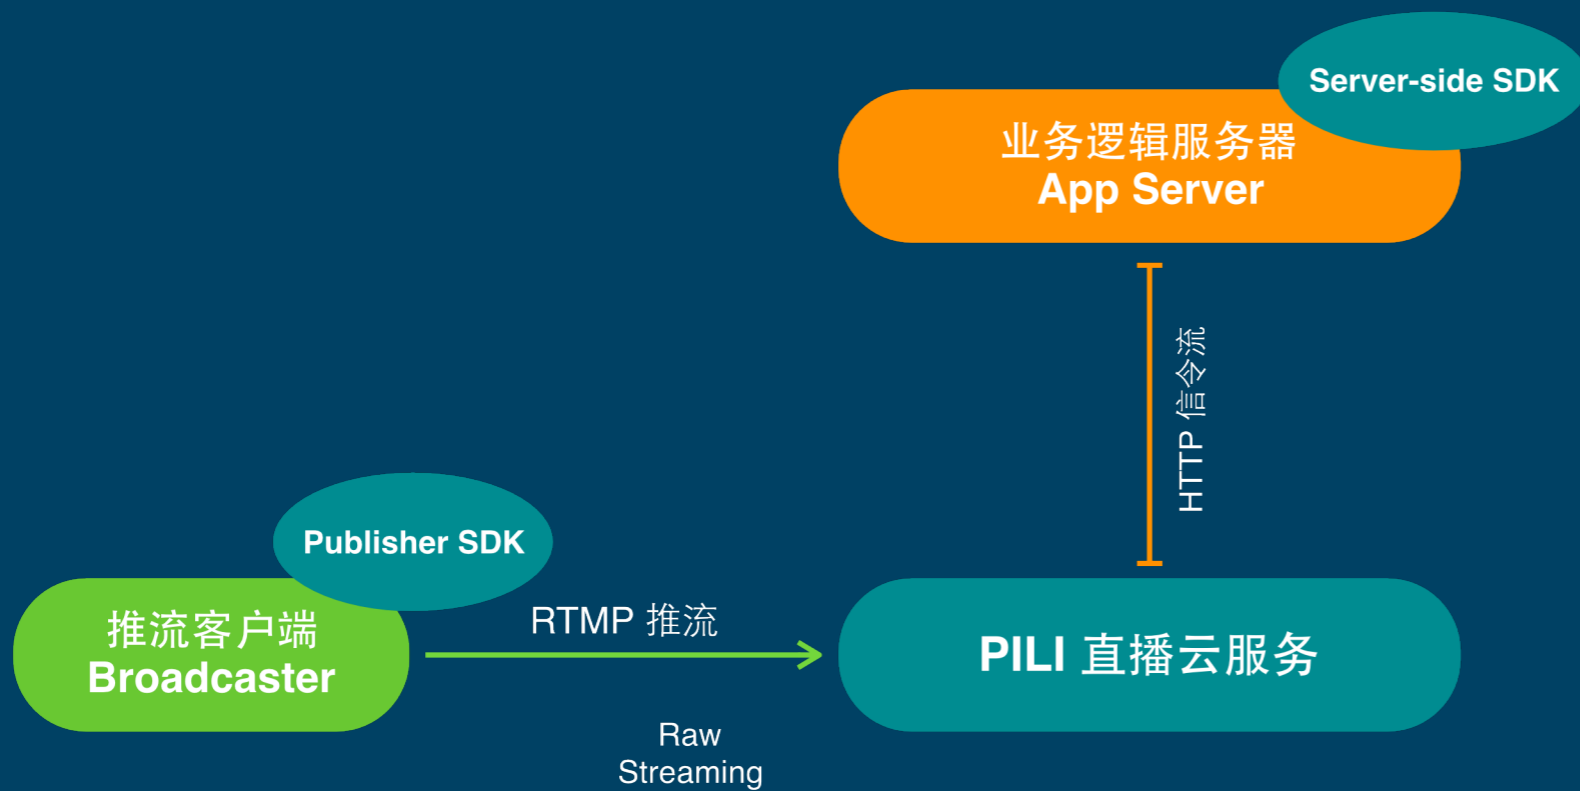 Server-side SDK
业务逻辑服务器
App Server
HTTP 信令流
Publisher SDK
推流客户端
Broadcaster
RTMP 推流
PILI 直播云服务
Raw
Streaming